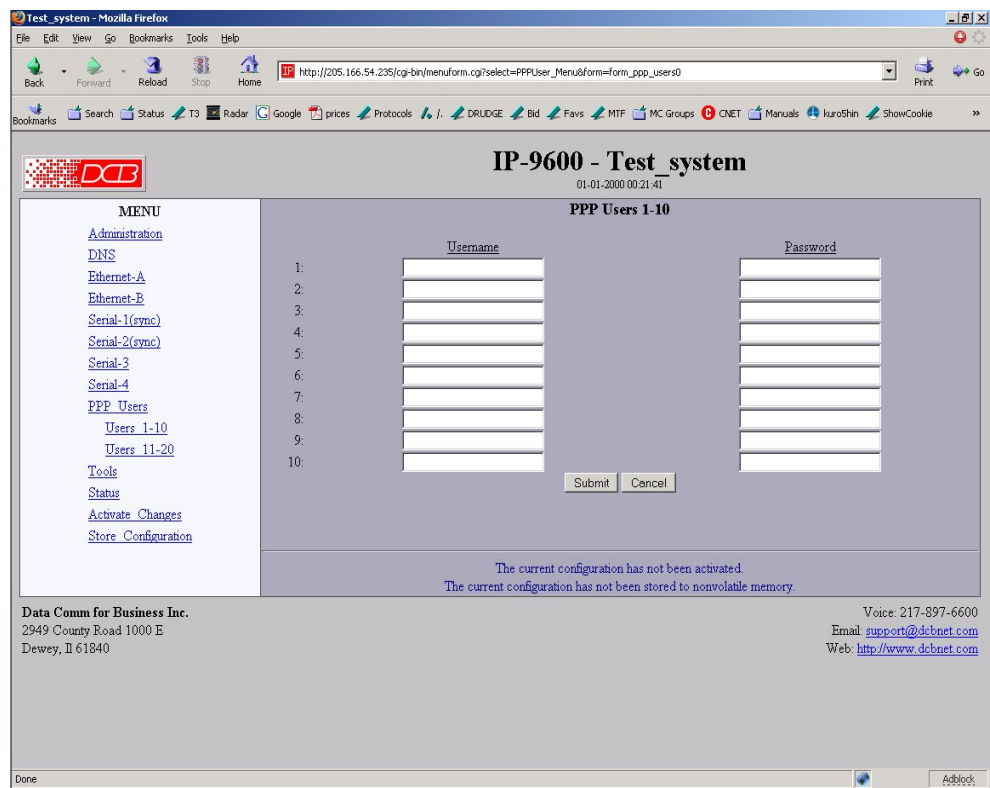 Test_system - Mozilla Firefox
File Edit View Go Bookmarks Tools Help
Back Forward Reload Stop Home http://205.166.54.235/cgi-bin/menuform.cgi?select=PPPUser_Menu&form=form_ppp_users0 Print Go
Bookmarks Search Status T3 Radar Google prices Protocols /. DRUDGE Bid Favs MTF MC Groups CNET Manuals kuro5hin ShowCookie »
DCB
IP-9600 - Test_system
01-01-2000 00:21:41
MENU
Administration
DNS
Ethernet-A
Ethernet-B
Serial-1(sync)
Serial-2(sync)
Serial-3
Serial-4
PPP Users
Users 1-10
Users 11-20
Tools
Status
Activate Changes
Store Configuration
PPP Users 1-10
Username Password
1:
2:
3:
4:
5:
6:
7:
8:
9:
10:
Submit Cancel
The current configuration has not been activated.
The current configuration has not been stored to nonvolatile memory.
Data Comm for Business Inc.
2949 County Road 1000 E
Dewey, Il 61840
Voice: 217-897-6600
Email: support@dcbnet.com
Web: http://www.dcbnet.com
Done Adblock